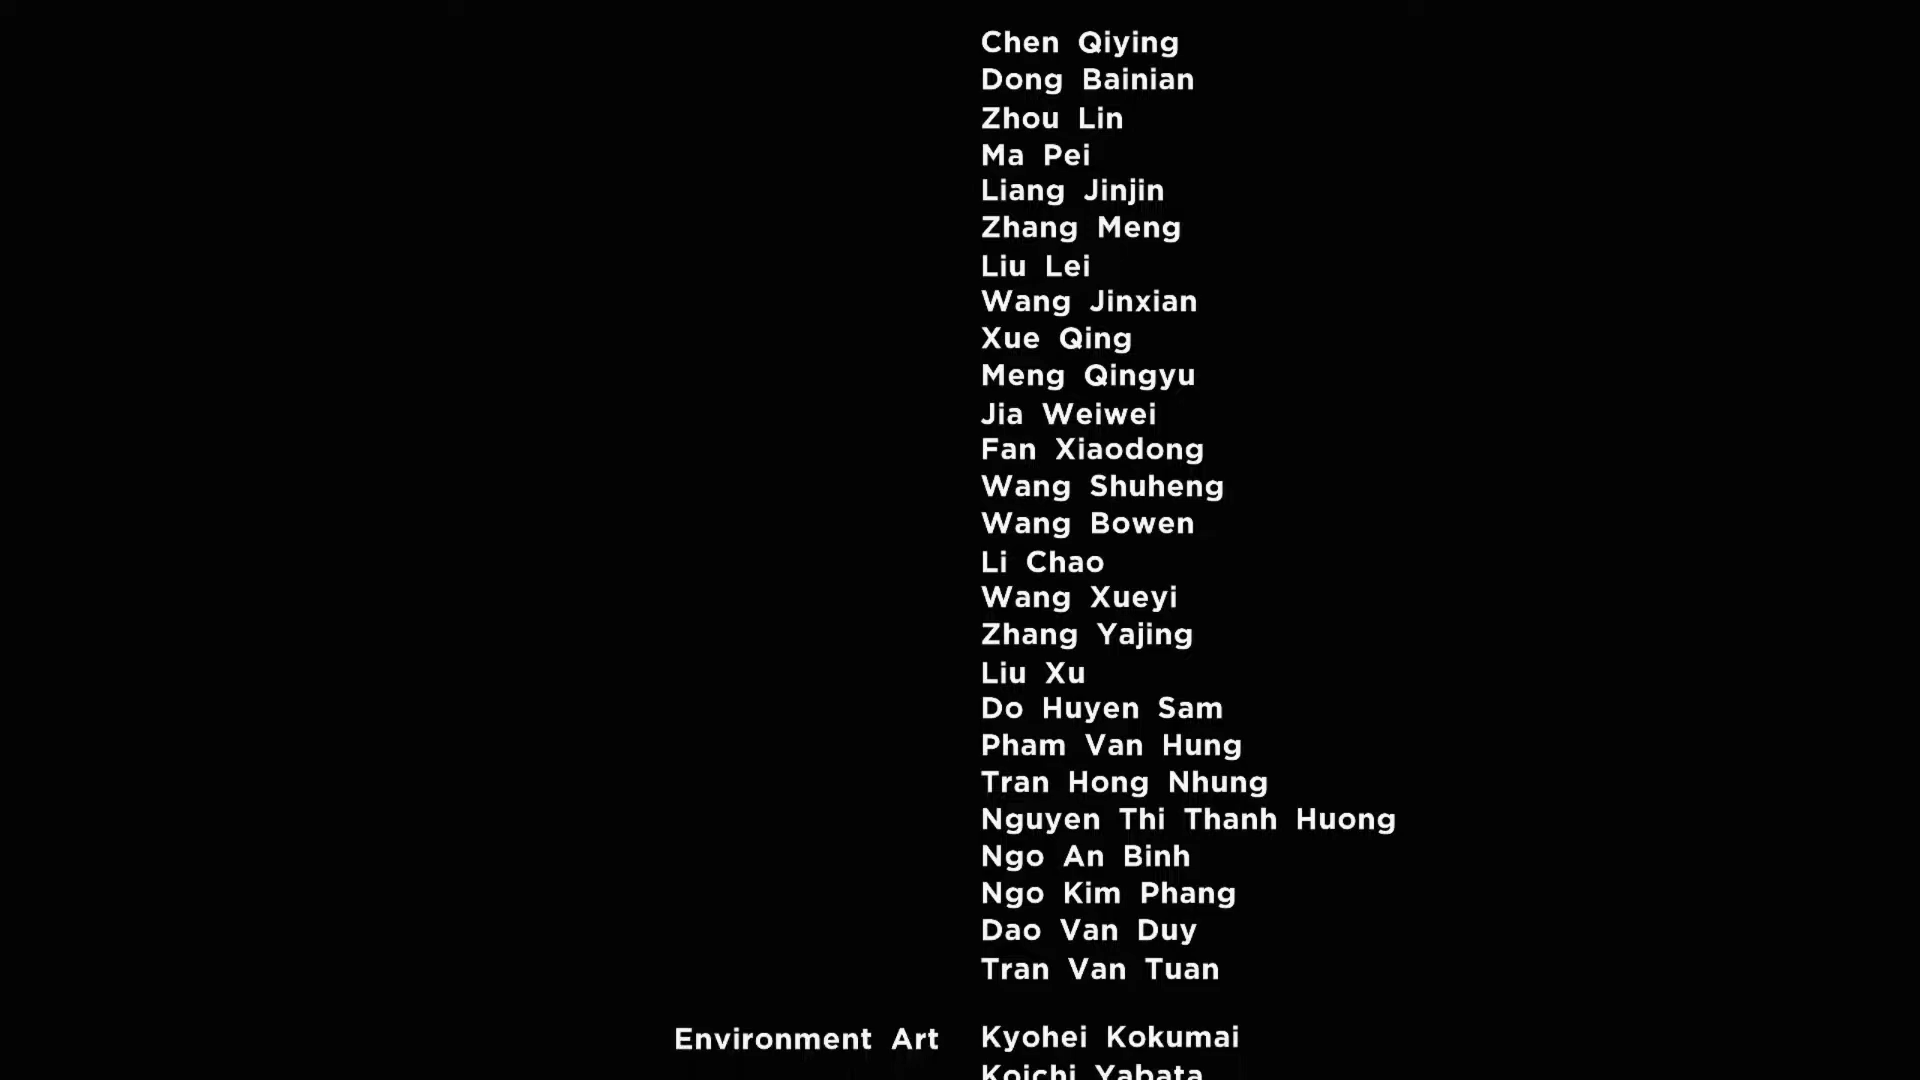 Chen Qiying
Dong Bainian
Zhou Lin
Ma Pei
Liang Jinjin
Zhang Meng
Liu Lei
Wang Jinxian
Xue Qing
Meng Qingyu
Jia Weiwei
Fan Xiaodong
Wang Shuheng
Wang Bowen
Li Chao
Wang Xueyi
Zhang Yajing
Liu Xu
Do Huyen Sam
Pham Van Hung
Tran Hong Nhung
Nguyen Thi Thanh Huong
Ngo An Binh
Ngo Kim Phang
Dao Van Duy
Tran Van Tuan
Environment Art Kyohei Kokumai
Koichi Yabata